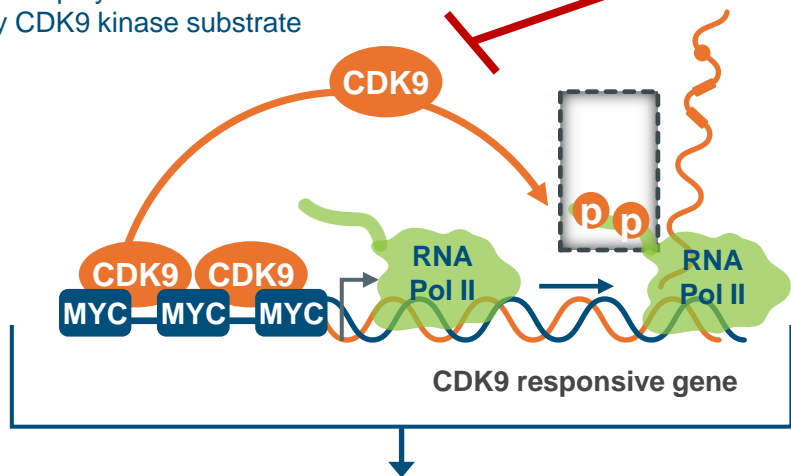 CDK9 kinase substrate
CDK9
p p
CDK9 CDK9
RNA
Pol II
RNA
Pol II
MYC MYC MYC
CDK9 responsive gene